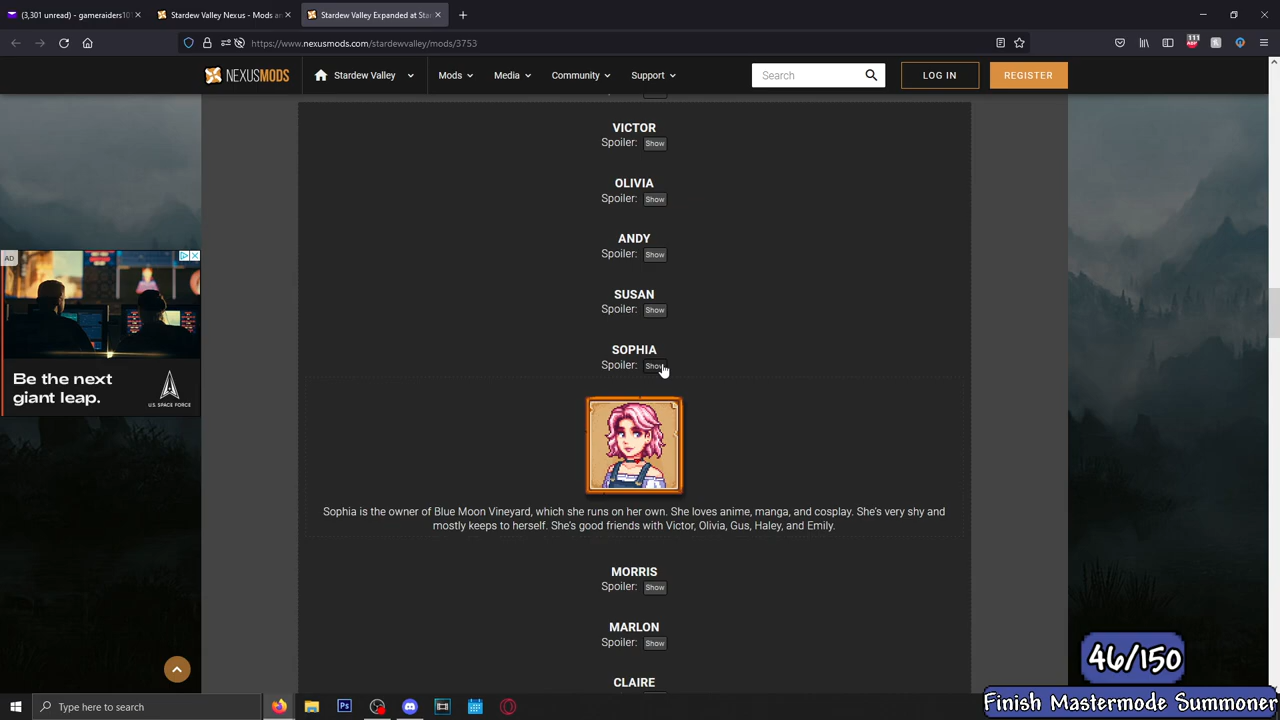 (3,301 unread) - gameraiders101
Stardew Valley Nexus - Mods an
Stardew Valley Expanded at Star
https://www.nexusmods.com/stardewvalley/mods/3753
111
NEXUSMODS
Stardew Valley
Mods
Media
Community
Support
Search
LOG IN
REGISTER
VICTOR
Spoiler: Show
OLIVIA
Spoiler: Show
ANDY
Spoiler: Show
SUSAN
Spoiler: Show
SOPHIA
Spoiler: Show
Sophia is the owner of Blue Moon Vineyard, which she runs on her own. She loves anime, manga, and cosplay. She's very shy and
mostly keeps to herself. She's good friends with Victor, Olivia, Gus, Haley, and Emily.
MORRIS
Spoiler: Show
MARLON
Spoiler: Show
CLAIRE
AD
Be the next
giant leap.
U.S. SPACE FORCE
46/150
Finish Mastermode Summoner
Type here to search